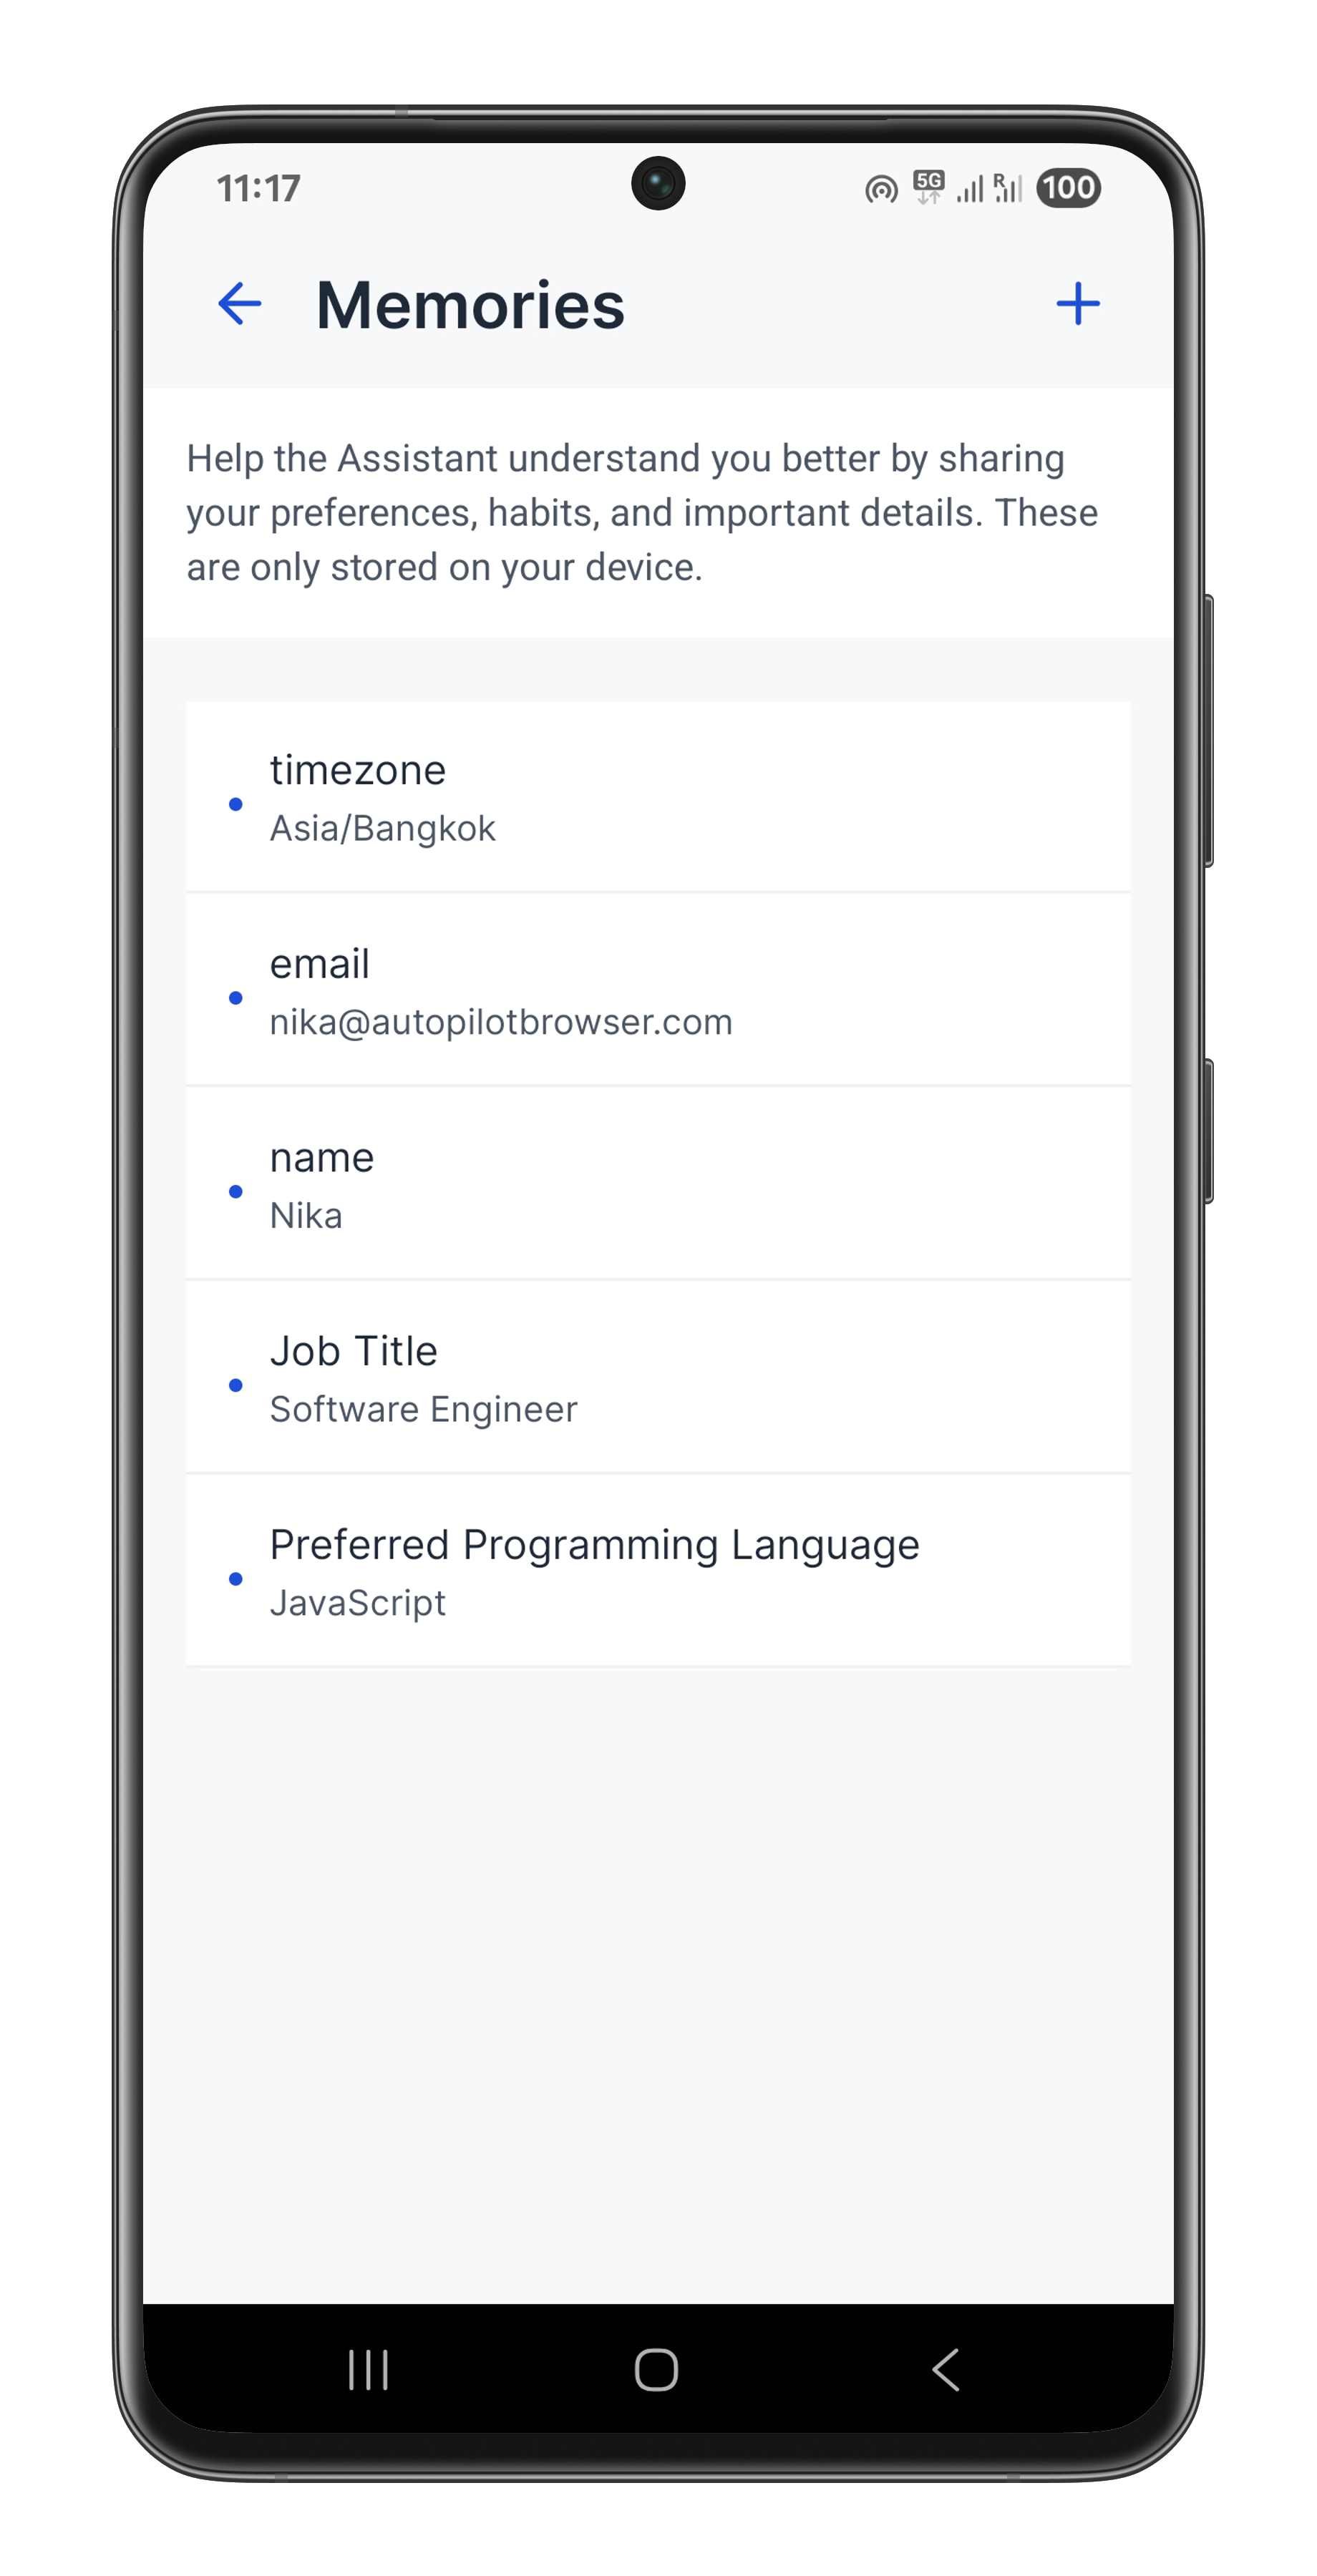 11:17
5G
R
100
Memories
Help the Assistant understand you better by sharing
your preferences, habits, and important details. These
are only stored on your device.
timezone
Asia/Bangkok
email
nika@autopilotbrowser.com
name
Nika
Job Title
Software Engineer
Preferred Programming Language
JavaScript